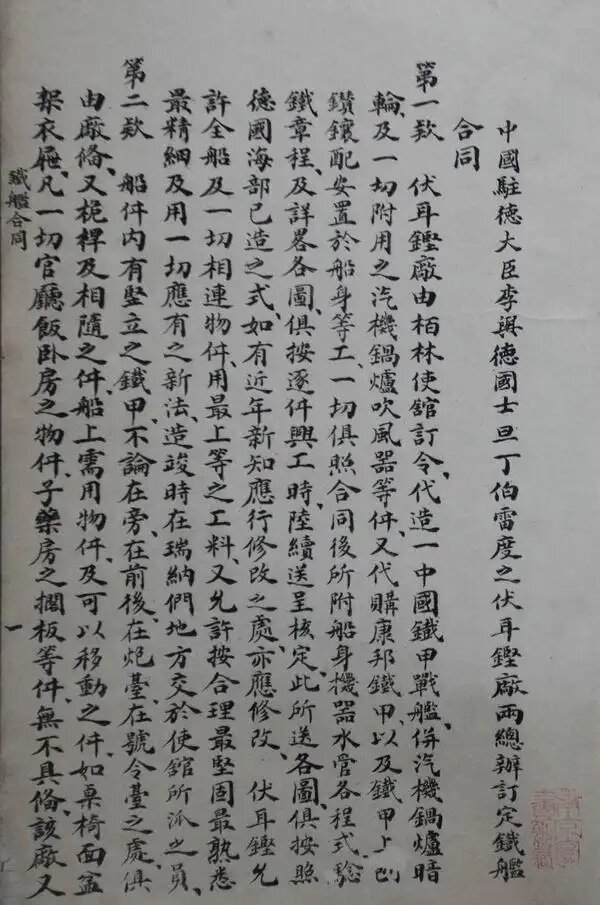 中國駐德大臣李與德國士旦丁伯雷度之伏耳鏗廠兩總辦訂定鐵艦
合同
第一欵　伏耳鏗廠由栢林使舘訂令、代造一中國鐵甲戰艦、併汽機鍋爐暗
輪、及一切附用之汽機鍋爐吹風器等件、又代購康邦鐵甲、以及鐵甲上刨
鑽鑲配安置於船身等工、一切俱照合同後所附船身機器水管各程式、驗
鐵章程、及詳畧各圖、俱按逐件興工時、陸續送呈核定、此所送各圖、俱按照
德國海部已造之式、如有近年新知應行修改之處、亦應修改、　伏耳鏗允
許全船及一切相連物件、用最上等之工料、又允許按合理最堅固最熟悉
最精細及用一切應有之新法、造竣時在瑞納們地方交於使舘所派之員、
第二欵　船件内有堅立之鐵甲、不論在旁、在前後、在炮臺、在號令臺之處、俱
由廠俻、又桅桿及相隨之件、船上需用物件、及可以移動之件、如桌椅面盆
架衣櫥、凡一切官廳飯卧房之物件、子藥房之擱板等件、無不具俻、該廠又
鐵艦合同
一